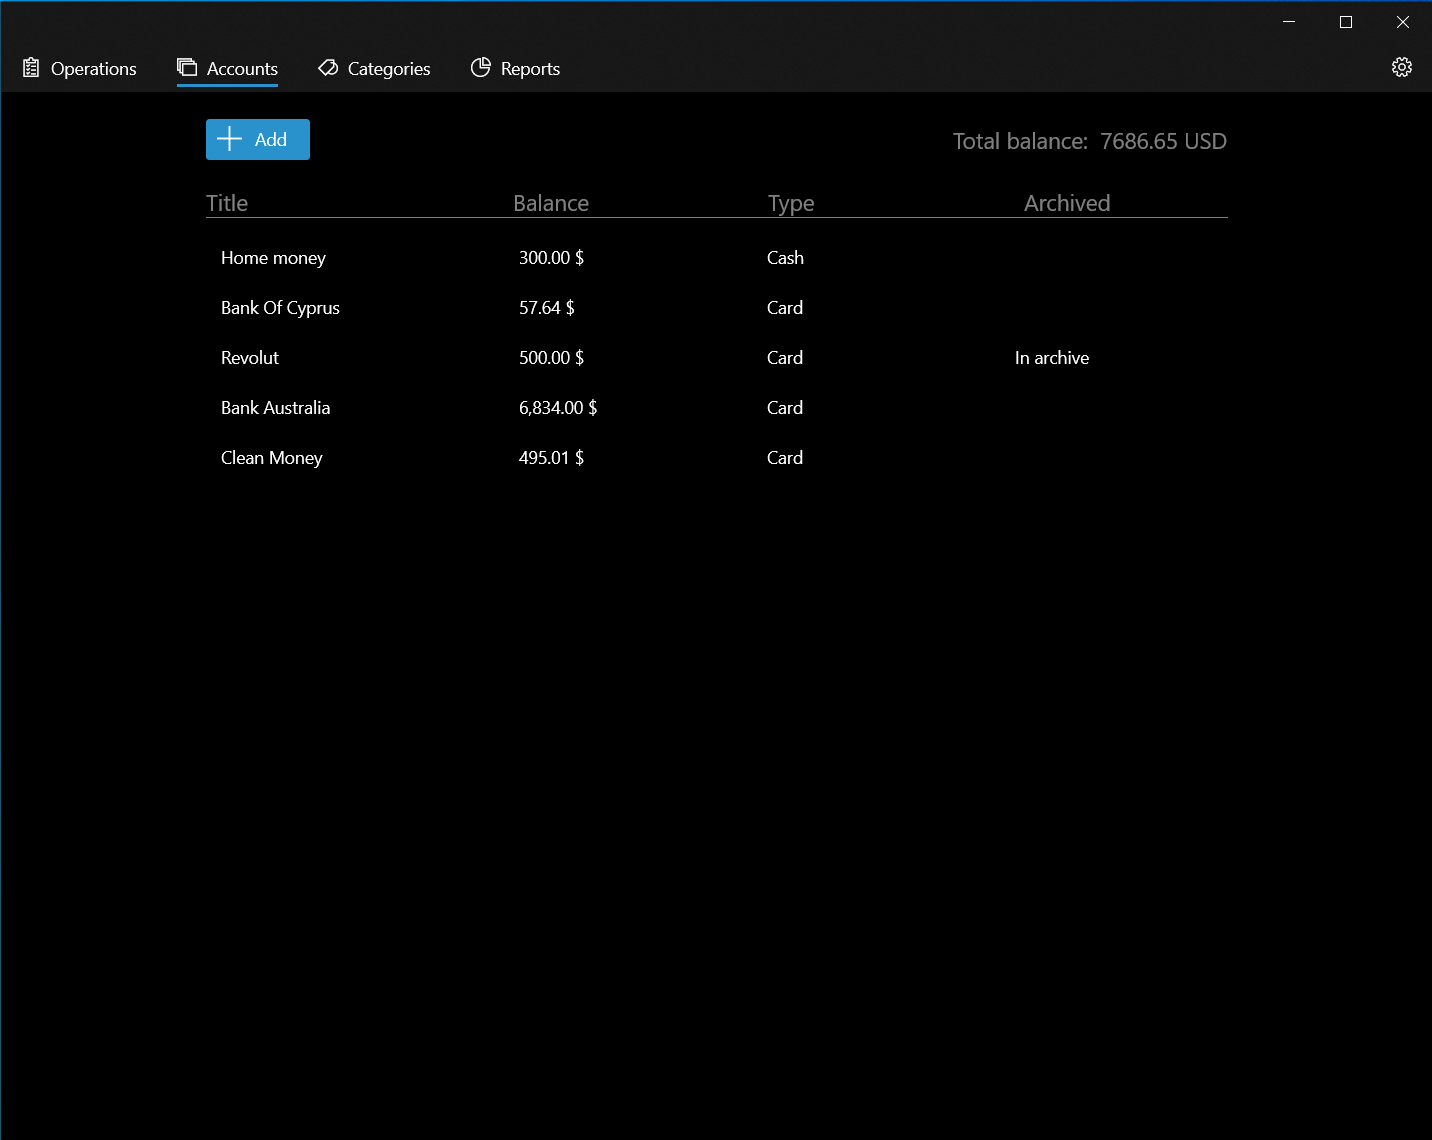 Operations Accounts Categories Reports
Add Total balance: 7686.65 USD
Title Balance Type Archived
Home money 300.00 $ Cash
Bank Of Cyprus 57.64 $ Card
Revolut 500.00 $ Card In archive
Bank Australia 6,834.00 $ Card
Clean Money 495.01 $ Card